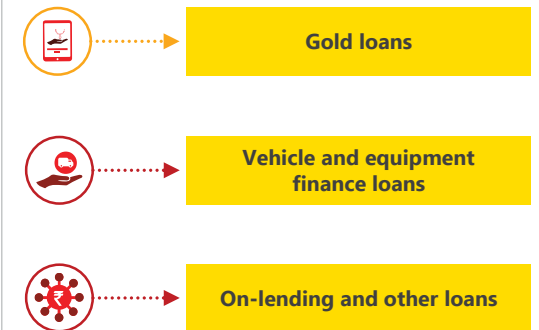 Gold loans
Vehicle and equipment
finance loans
₹
On-lending and other loans